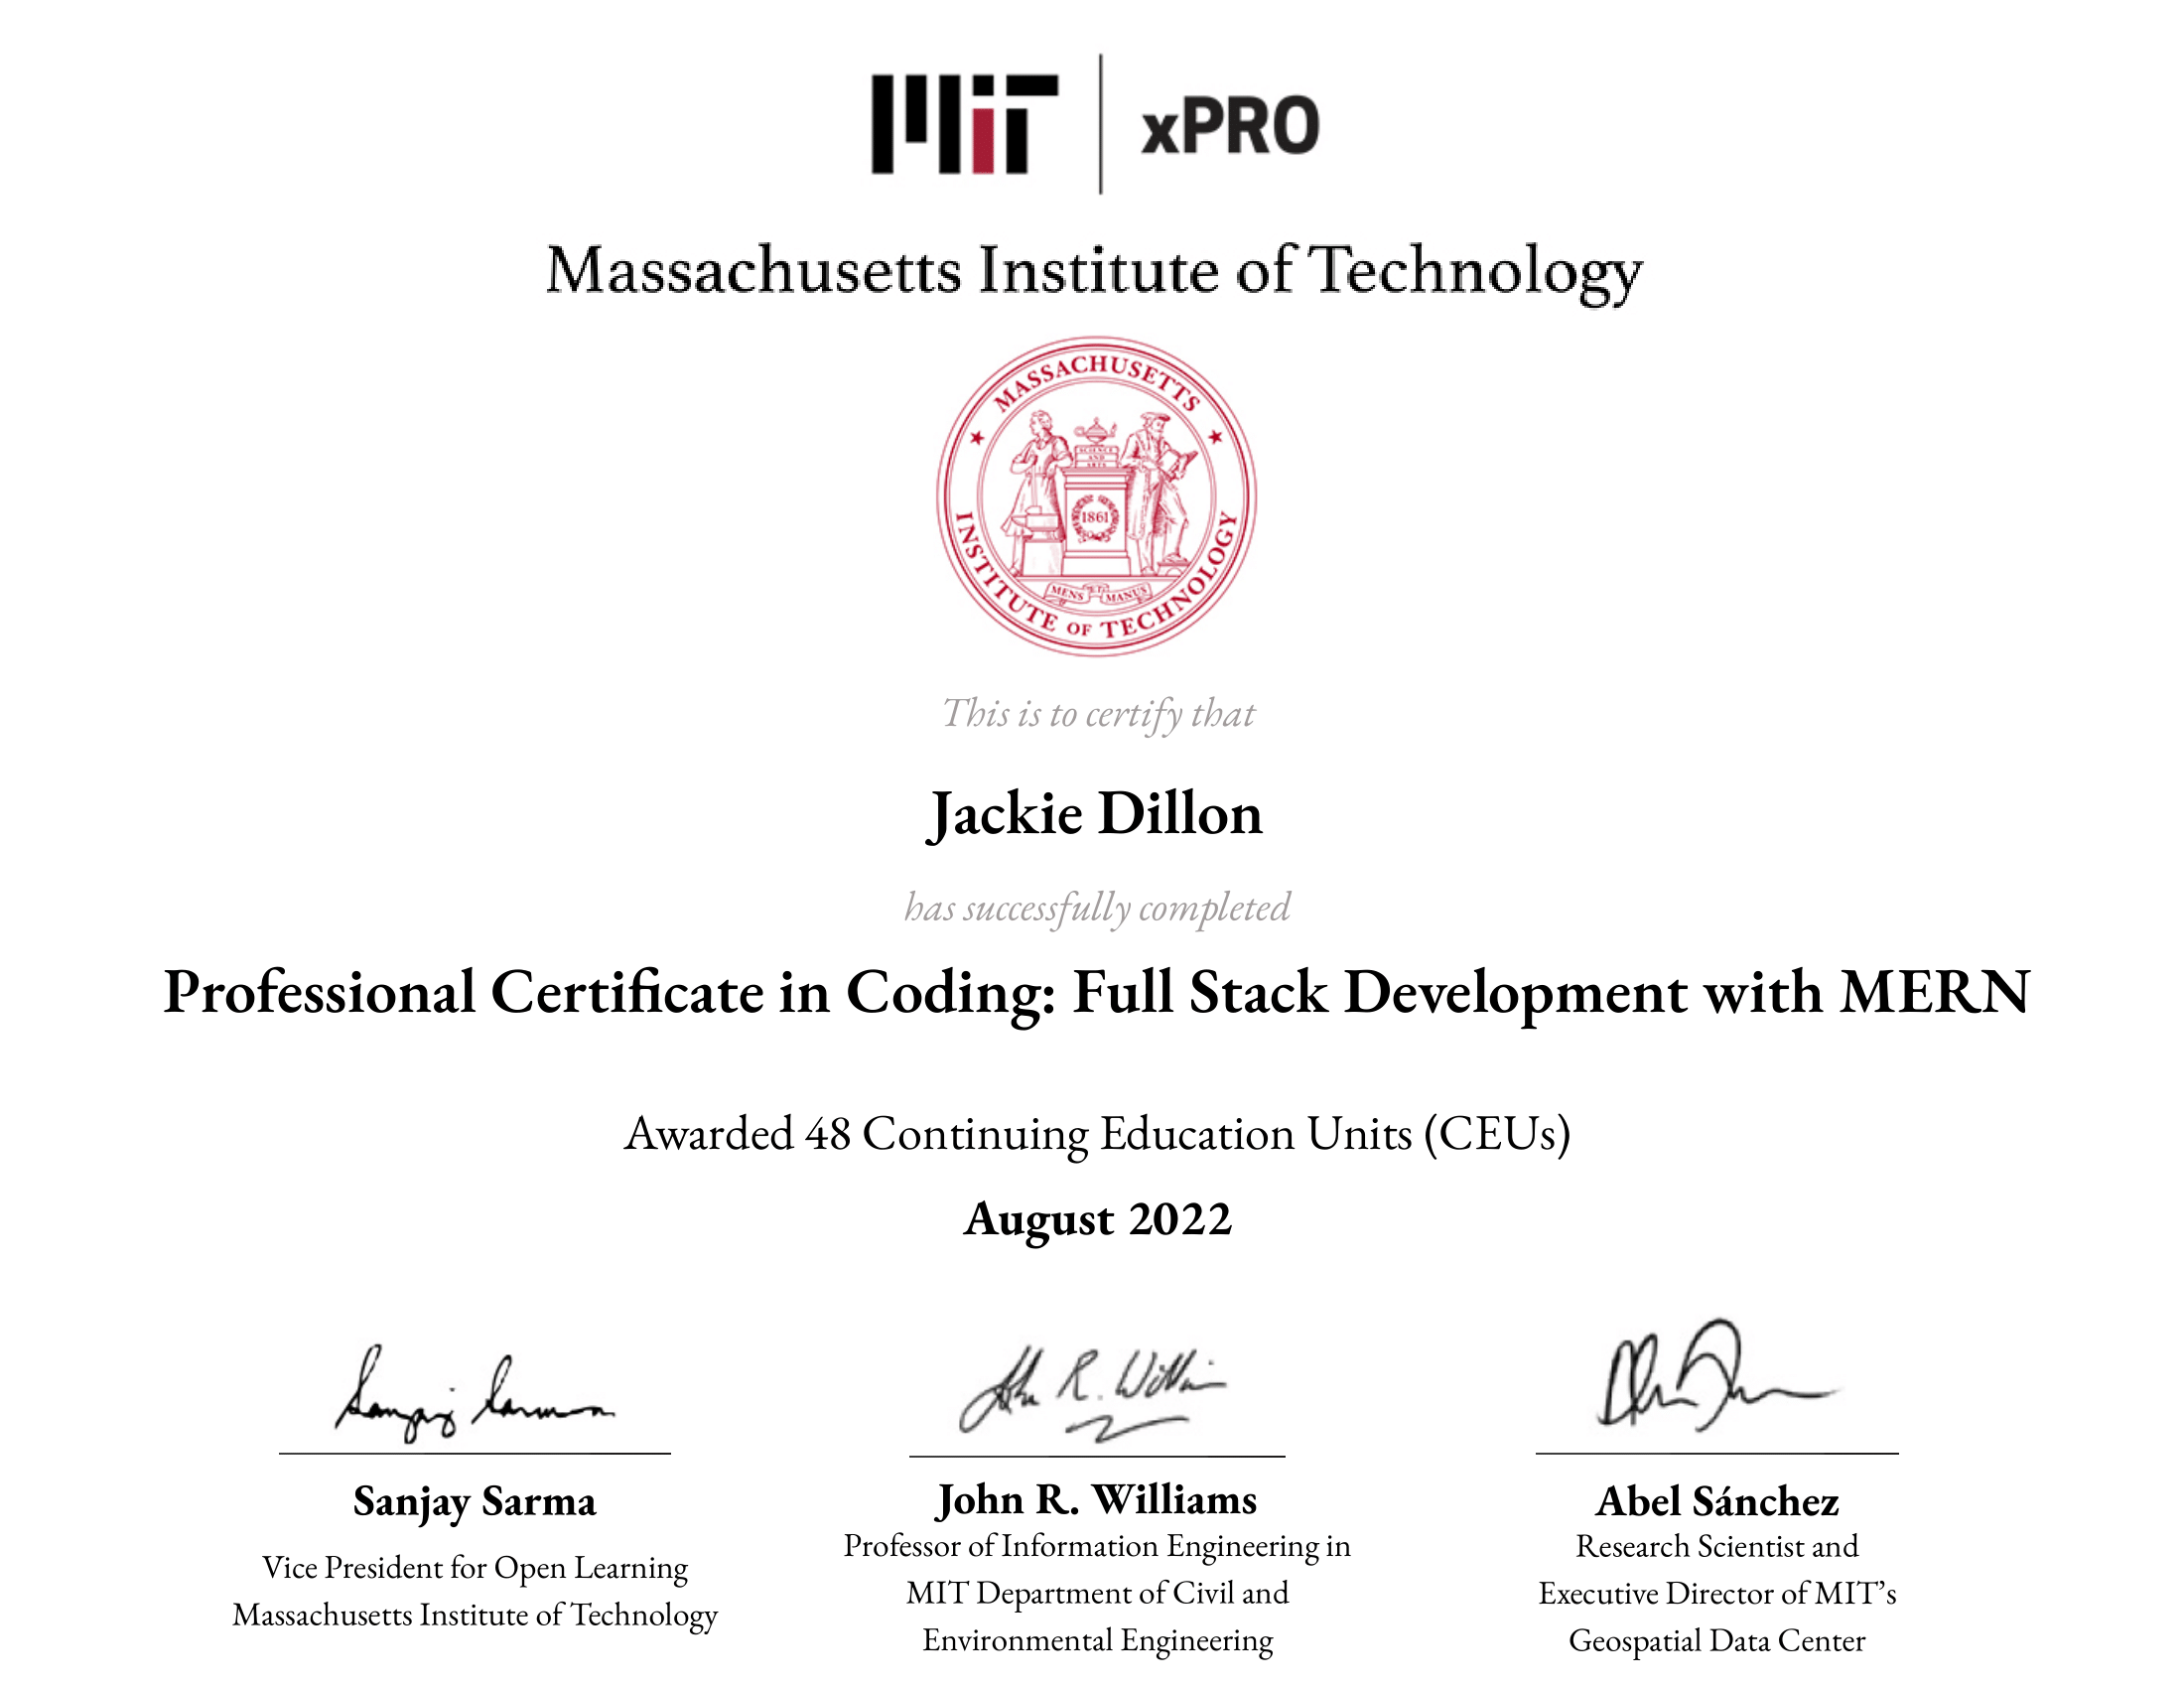 MIT xPRO
Massachusetts Institute of Technology
MASSACHUSETTS
INSTITUTE OF TECHNOLOGY
SCIENCE
AND
ARTS
1861
MENS ET MANUS
This is to certify that
Jackie Dillon
has successfully completed
Professional Certificate in Coding: Full Stack Development with MERN
Awarded 48 Continuing Education Units (CEUs)
August 2022
Sanjay Sarma
Vice President for Open Learning
Massachusetts Institute of Technology
John R. Williams
Professor of Information Engineering in
MIT Department of Civil and
Environmental Engineering
Abel Sánchez
Research Scientist and
Executive Director of MIT’s
Geospatial Data Center